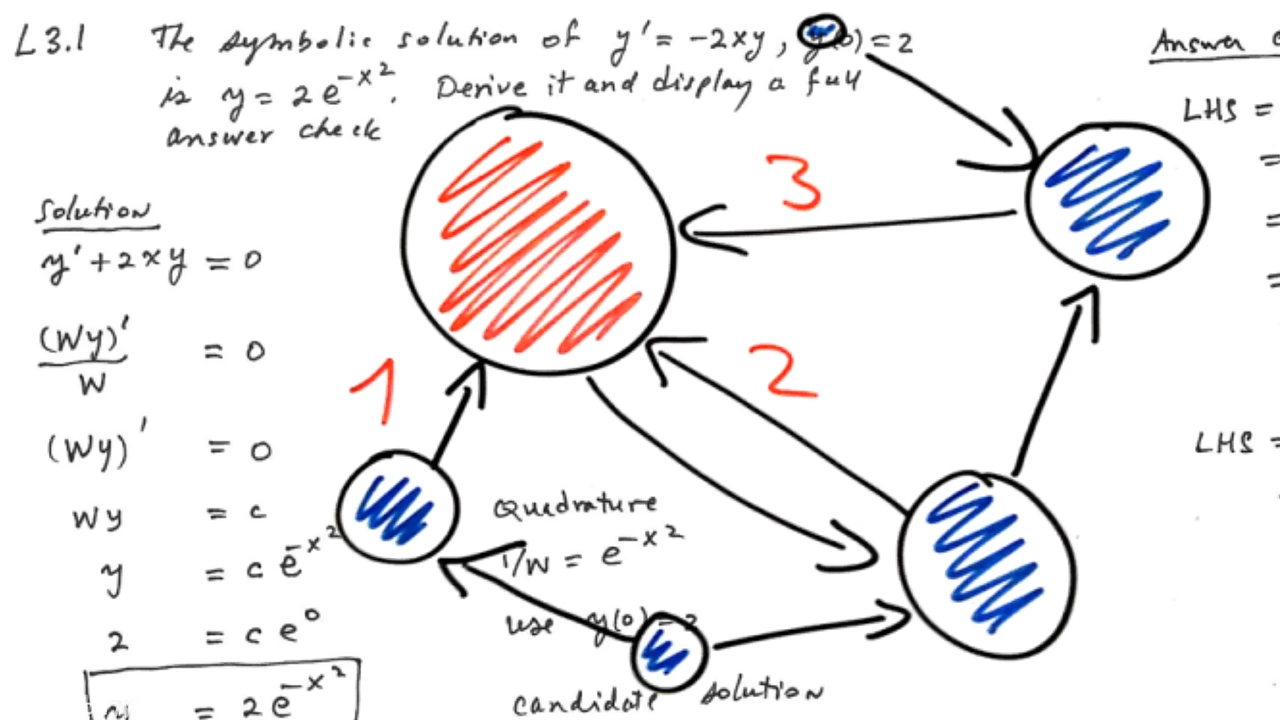 L3.1 The symbolic solution of y' = -2xy, y(0) = 2
is y = 2e^{-x^2}. Derive it and display a full
answer check
Solution
y' + 2xy = 0
(Wy)'/W = 0
(Wy)' = 0
Wy = c
y = c e^{-x^2}
2 = c e^0
= 2e^{-x^2}
Quadrature
1/W = e^{-x^2}
use y(0) = 2
candidate solution
Answer
LHS =
=
=
=
LHS =
1
2
3